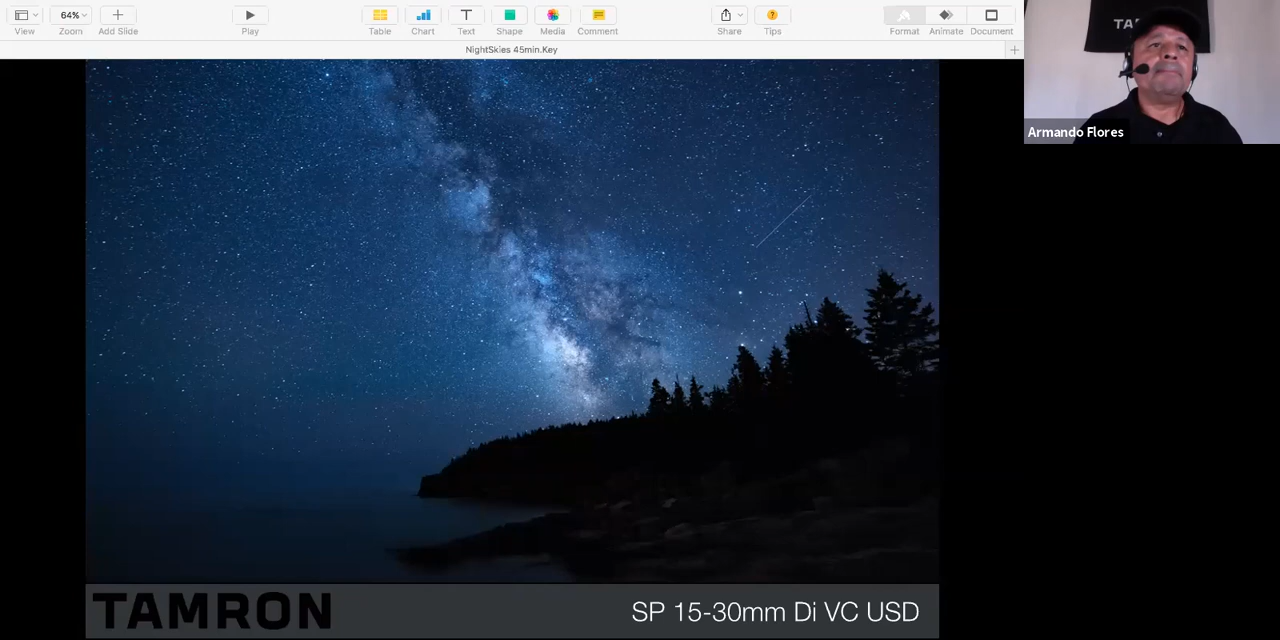 64%
View
Zoom
Add Slide
Play
Table
Chart
Text
Shape
Media
Comment
Share
Tips
Format
Animate
Document
NightSkies 45min.Key
Armando Flores
TAMRON
SP 15-30mm Di VC USD